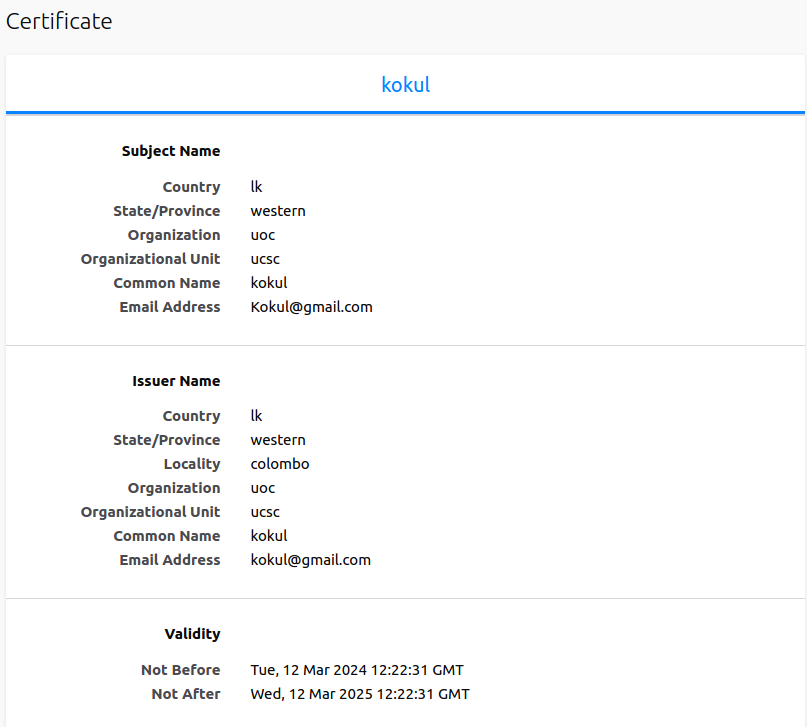 Certificate
kokul
Subject Name
Country lk
State/Province western
Organization uoc
Organizational Unit ucsc
Common Name kokul
Email Address Kokul@gmail.com
Issuer Name
Country lk
State/Province western
Locality colombo
Organization uoc
Organizational Unit ucsc
Common Name kokul
Email Address kokul@gmail.com
Validity
Not Before Tue, 12 Mar 2024 12:22:31 GMT
Not After Wed, 12 Mar 2025 12:22:31 GMT